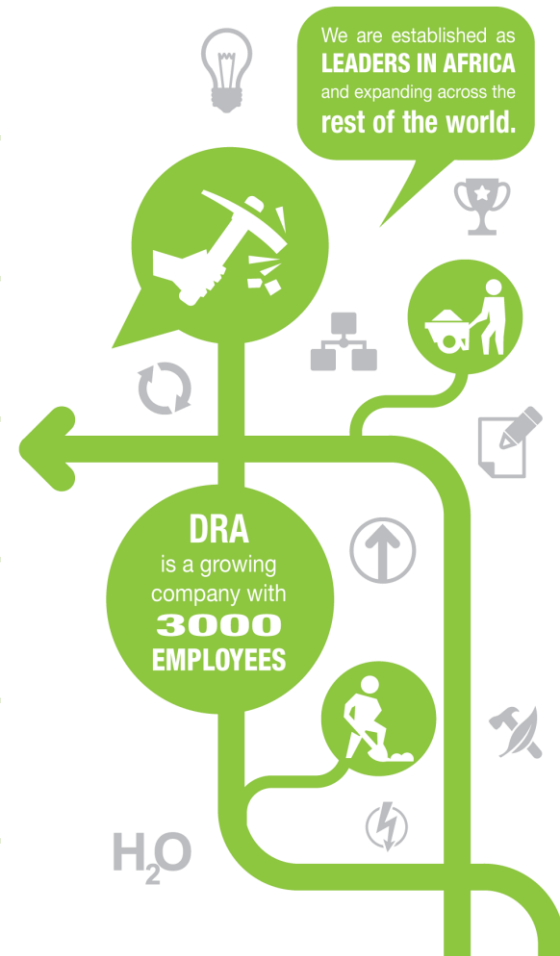 We are established as
LEADERS IN AFRICA
and expanding across the
rest of the world.
DRA
is a growing
company with
3000
EMPLOYEES
H₂O